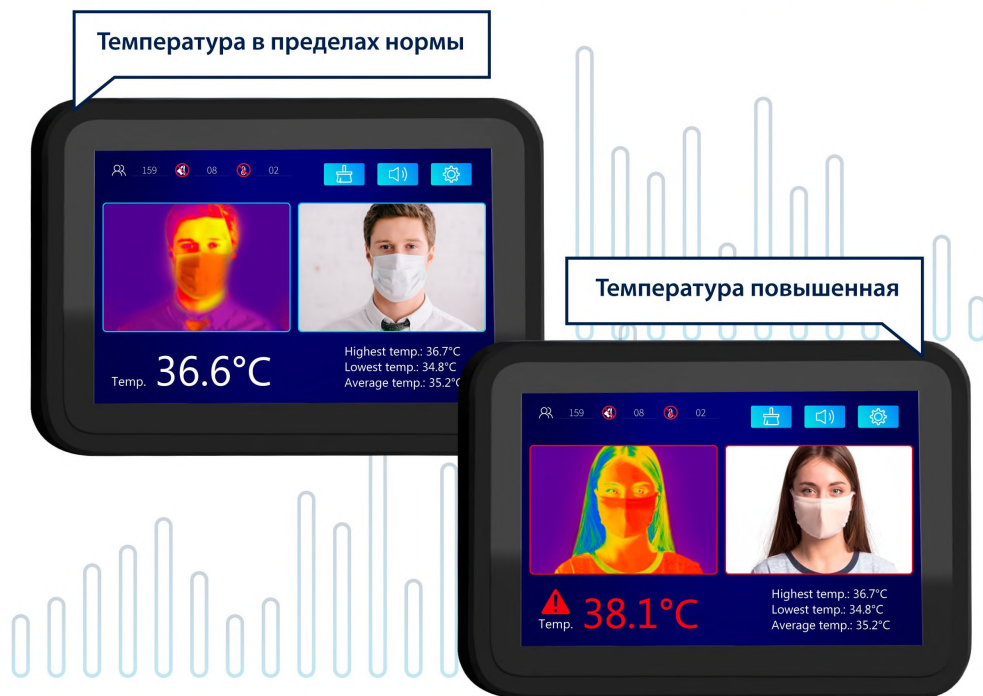 Температура в пределах нормы
159 08 02
Temp. 36.6°C
Highest temp.: 36.7°C
Lowest temp.: 34.8°C
Average temp.: 35.2°C
Температура повышенная
159 08 02
Temp. 38.1°C
Highest temp.: 36.7°C
Lowest temp.: 34.8°C
Average temp.: 35.2°C